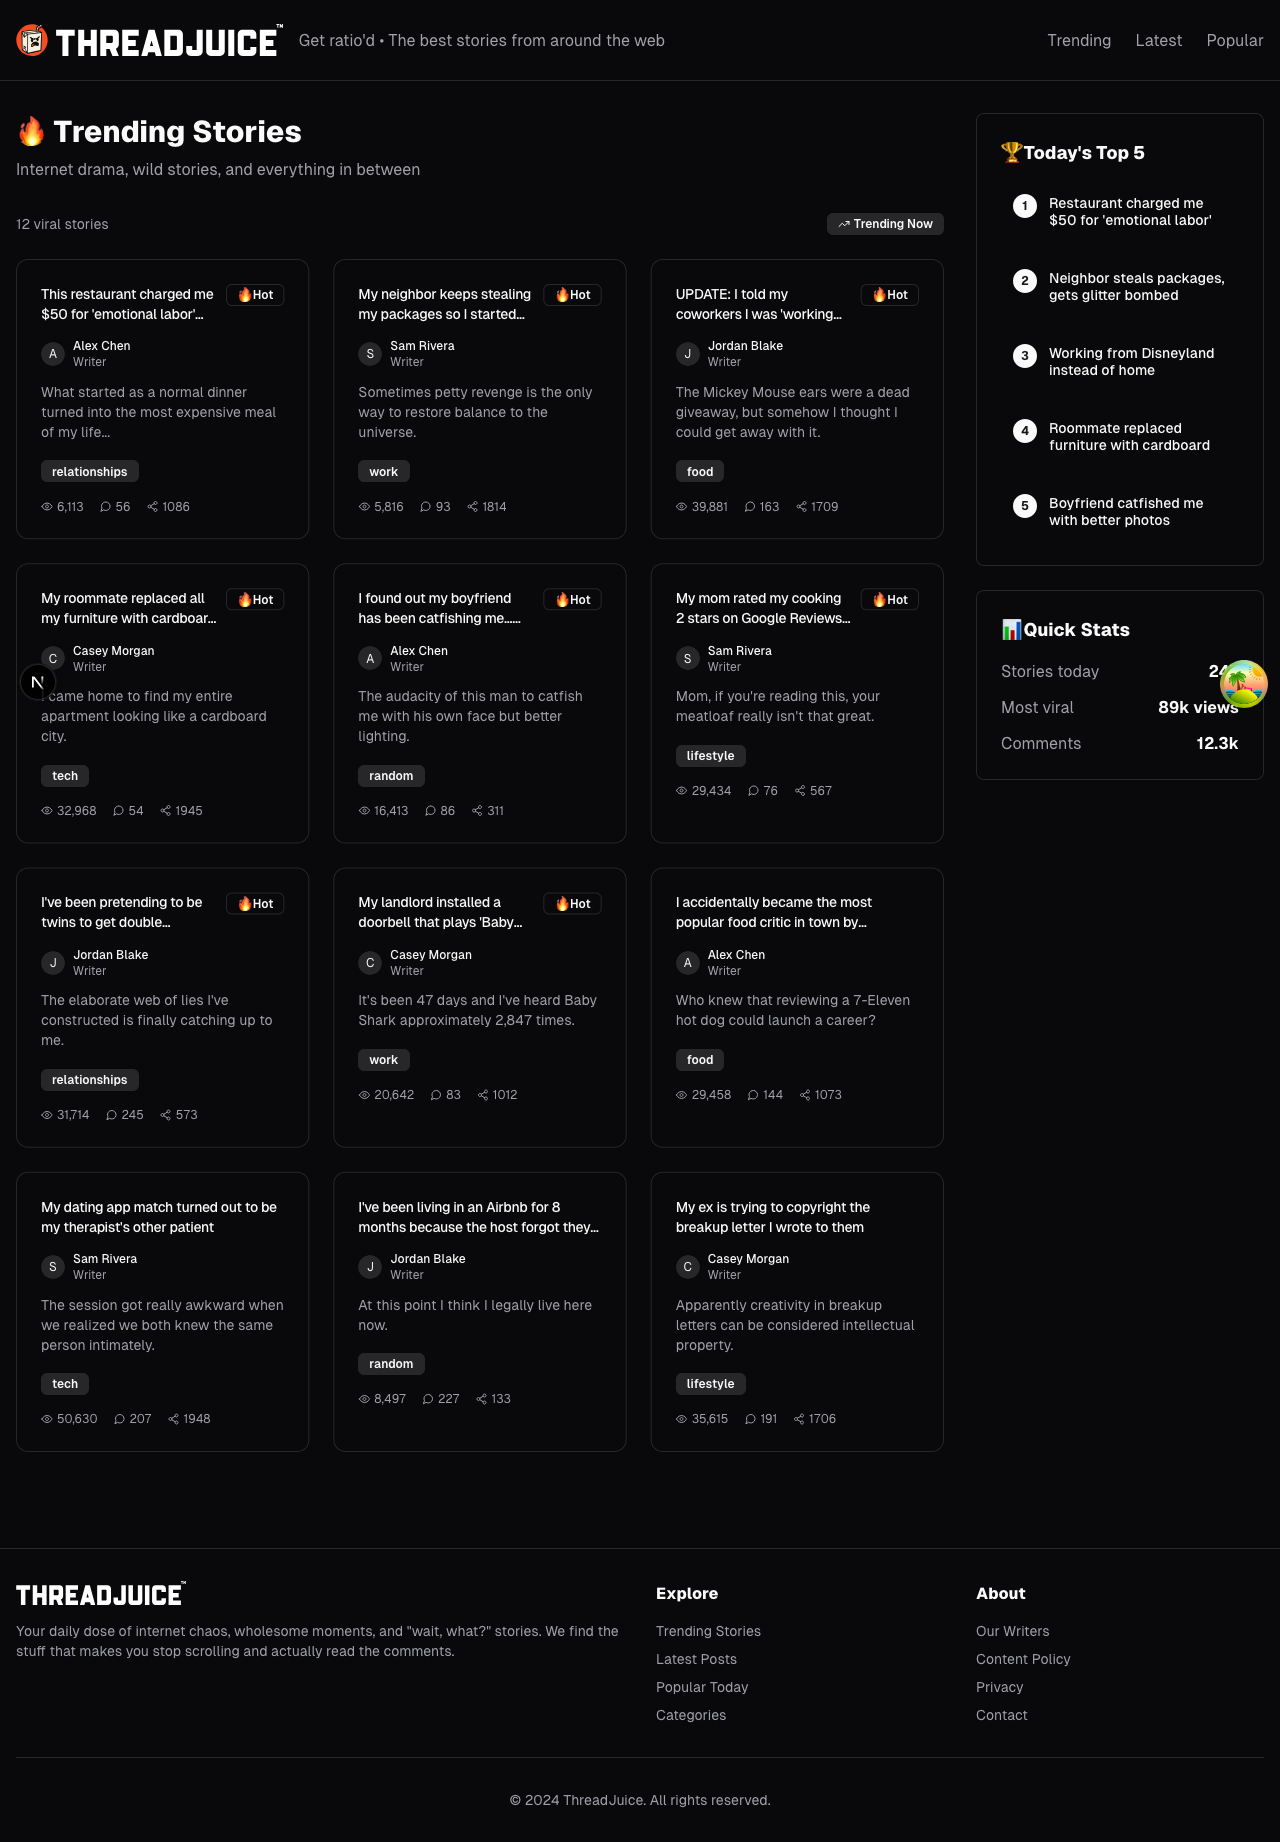 THREADJUICE™
Get ratio'd • The best stories from around the web
Trending
Latest
Popular
🔥 Trending Stories
Internet drama, wild stories, and everything in between
12 viral stories
Trending Now
This restaurant charged me
$50 for 'emotional labor'...
🔥Hot
A
Alex Chen
Writer
What started as a normal dinner
turned into the most expensive meal
of my life...
relationships
6,113
56
1086
My neighbor keeps stealing
my packages so I started...
🔥Hot
S
Sam Rivera
Writer
Sometimes petty revenge is the only
way to restore balance to the
universe.
work
5,816
93
1814
UPDATE: I told my
coworkers I was 'working...
🔥Hot
J
Jordan Blake
Writer
The Mickey Mouse ears were a dead
giveaway, but somehow I thought I
could get away with it.
food
39,881
163
1709
My roommate replaced all
my furniture with cardboar...
🔥Hot
C
Casey Morgan
Writer
N
came home to find my entire
apartment looking like a cardboard
city.
tech
32,968
54
1945
I found out my boyfriend
has been catfishing me......
🔥Hot
A
Alex Chen
Writer
The audacity of this man to catfish
me with his own face but better
lighting.
random
16,413
86
311
My mom rated my cooking
2 stars on Google Reviews...
🔥Hot
S
Sam Rivera
Writer
Mom, if you're reading this, your
meatloaf really isn't that great.
lifestyle
29,434
76
567
I've been pretending to be
twins to get double...
🔥Hot
J
Jordan Blake
Writer
The elaborate web of lies I've
constructed is finally catching up to
me.
relationships
31,714
245
573
My landlord installed a
doorbell that plays 'Baby...
🔥Hot
C
Casey Morgan
Writer
It's been 47 days and I've heard Baby
Shark approximately 2,847 times.
work
20,642
83
1012
I accidentally became the most
popular food critic in town by...
A
Alex Chen
Writer
Who knew that reviewing a 7-Eleven
hot dog could launch a career?
food
29,458
144
1073
My dating app match turned out to be
my therapist's other patient
S
Sam Rivera
Writer
The session got really awkward when
we realized we both knew the same
person intimately.
tech
50,630
207
1948
I've been living in an Airbnb for 8
months because the host forgot they...
J
Jordan Blake
Writer
At this point I think I legally live here
now.
random
8,497
227
133
My ex is trying to copyright the
breakup letter I wrote to them
C
Casey Morgan
Writer
Apparently creativity in breakup
letters can be considered intellectual
property.
lifestyle
35,615
191
1706
🏆Today's Top 5
1
Restaurant charged me
$50 for 'emotional labor'
2
Neighbor steals packages,
gets glitter bombed
3
Working from Disneyland
instead of home
4
Roommate replaced
furniture with cardboard
5
Boyfriend catfished me
with better photos
📊Quick Stats
Stories today
Most viral
89k views
Comments
12.3k
THREADJUICE™
Your daily dose of internet chaos, wholesome moments, and "wait, what?" stories. We find the
stuff that makes you stop scrolling and actually read the comments.
Explore
Trending Stories
Latest Posts
Popular Today
Categories
About
Our Writers
Content Policy
Privacy
Contact
© 2024 ThreadJuice. All rights reserved.